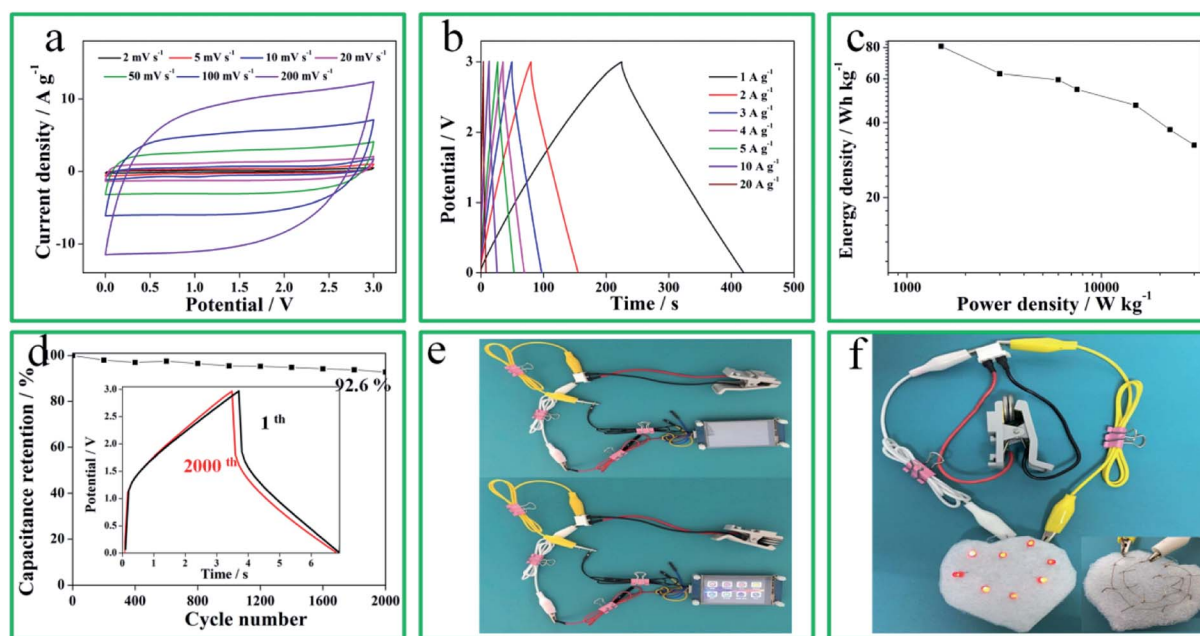 a
2 mV s⁻¹ 5 mV s⁻¹ 10 mV s⁻¹ 20 mV s⁻¹
50 mV s⁻¹ 100 mV s⁻¹ 200 mV s⁻¹
Current density / A g⁻¹
10
0
-10
0.0 0.5 1.0 1.5 2.0 2.5 3.0
Potential / V
b
1 A g⁻¹
2 A g⁻¹
3 A g⁻¹
4 A g⁻¹
5 A g⁻¹
10 A g⁻¹
20 A g⁻¹
Potential / V
3
2
1
0
0 100 200 300 400 500
Time / s
c
Energy density / Wh kg⁻¹
80
60
40
20
1000 10000
Power density / W kg⁻¹
d
Capacitance retention / %
100
80
60
40
20
0
92.6 %
Potential / V
3.0
2.5
2.0
1.5
1.0
0.5
0.0
1 th
2000 th
0 1 2 3 4 5 6
Time / s
0 400 800 1200 1600 2000
Cycle number
e
f